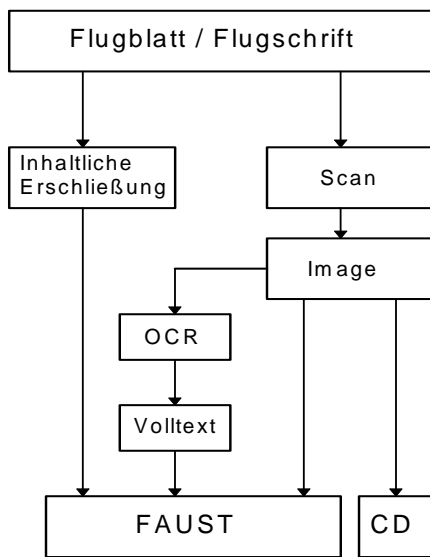 Flugblatt / Flugschrift
Inhaltliche
Erschließung
Scan
Image
OCR
Volltext
FAUST
CD